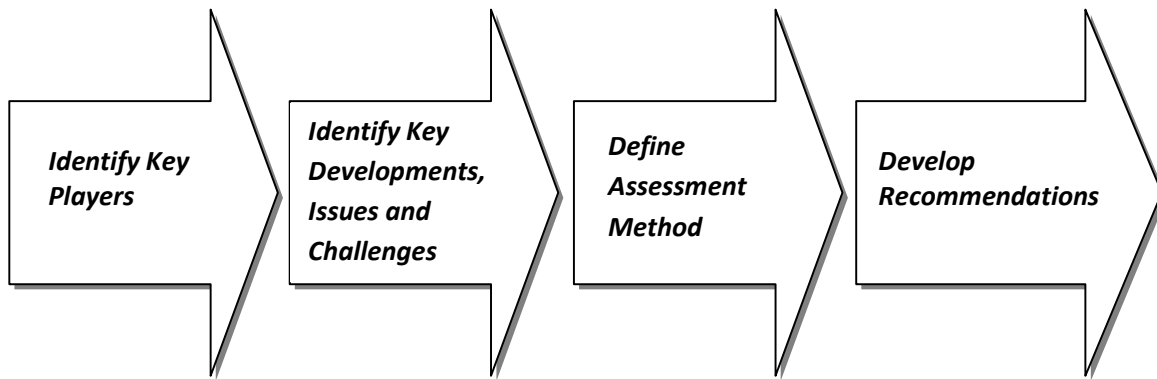 Identify Key
Players
Identify Key
Developments,
Issues and
Challenges
Define
Assessment
Method
Develop
Recommendations